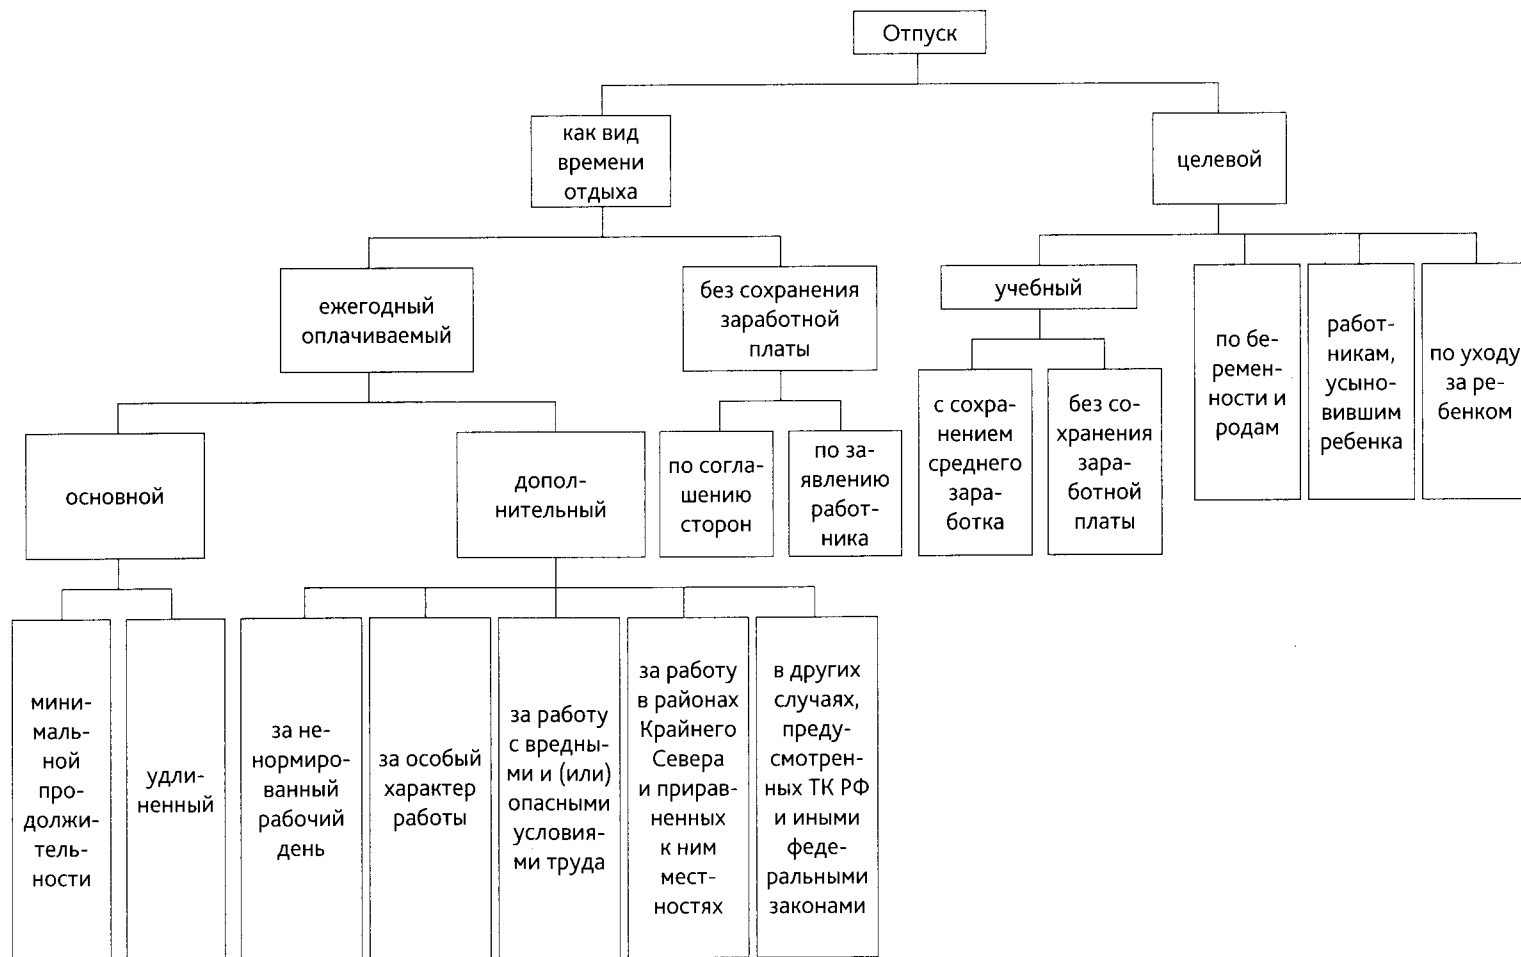 Отпуск
как вид
времени
отдыха
целевой
ежегодный
оплачиваемый
без сохранения
заработной
платы
учебный
по бе-
ремен-
ности и
родам
работ-
никам,
усыно-
вившим
ребенка
по уходу
за ре-
бенком
основной
допол-
нительный
по согла-
шению
сторон
по за-
явлению
работ-
ника
с сохра-
нением
среднего
зара-
ботка
без со-
хранения
зара-
ботной
платы
мини-
маль-
ной про-
должи-
тель-
ности
удли-
ненный
за не-
нормиро-
ванный
рабочий
день
за особый
характер
работы
за работу
с вредны-
ми и (или)
опасными
условия-
ми труда
за работу
в районах
Крайнего
Севера
и прирав-
ненных
к ним
мест-
ностях
в других
случаях,
преду-
смотрен-
ных ТК РФ
и иными
феде-
ральными
законами